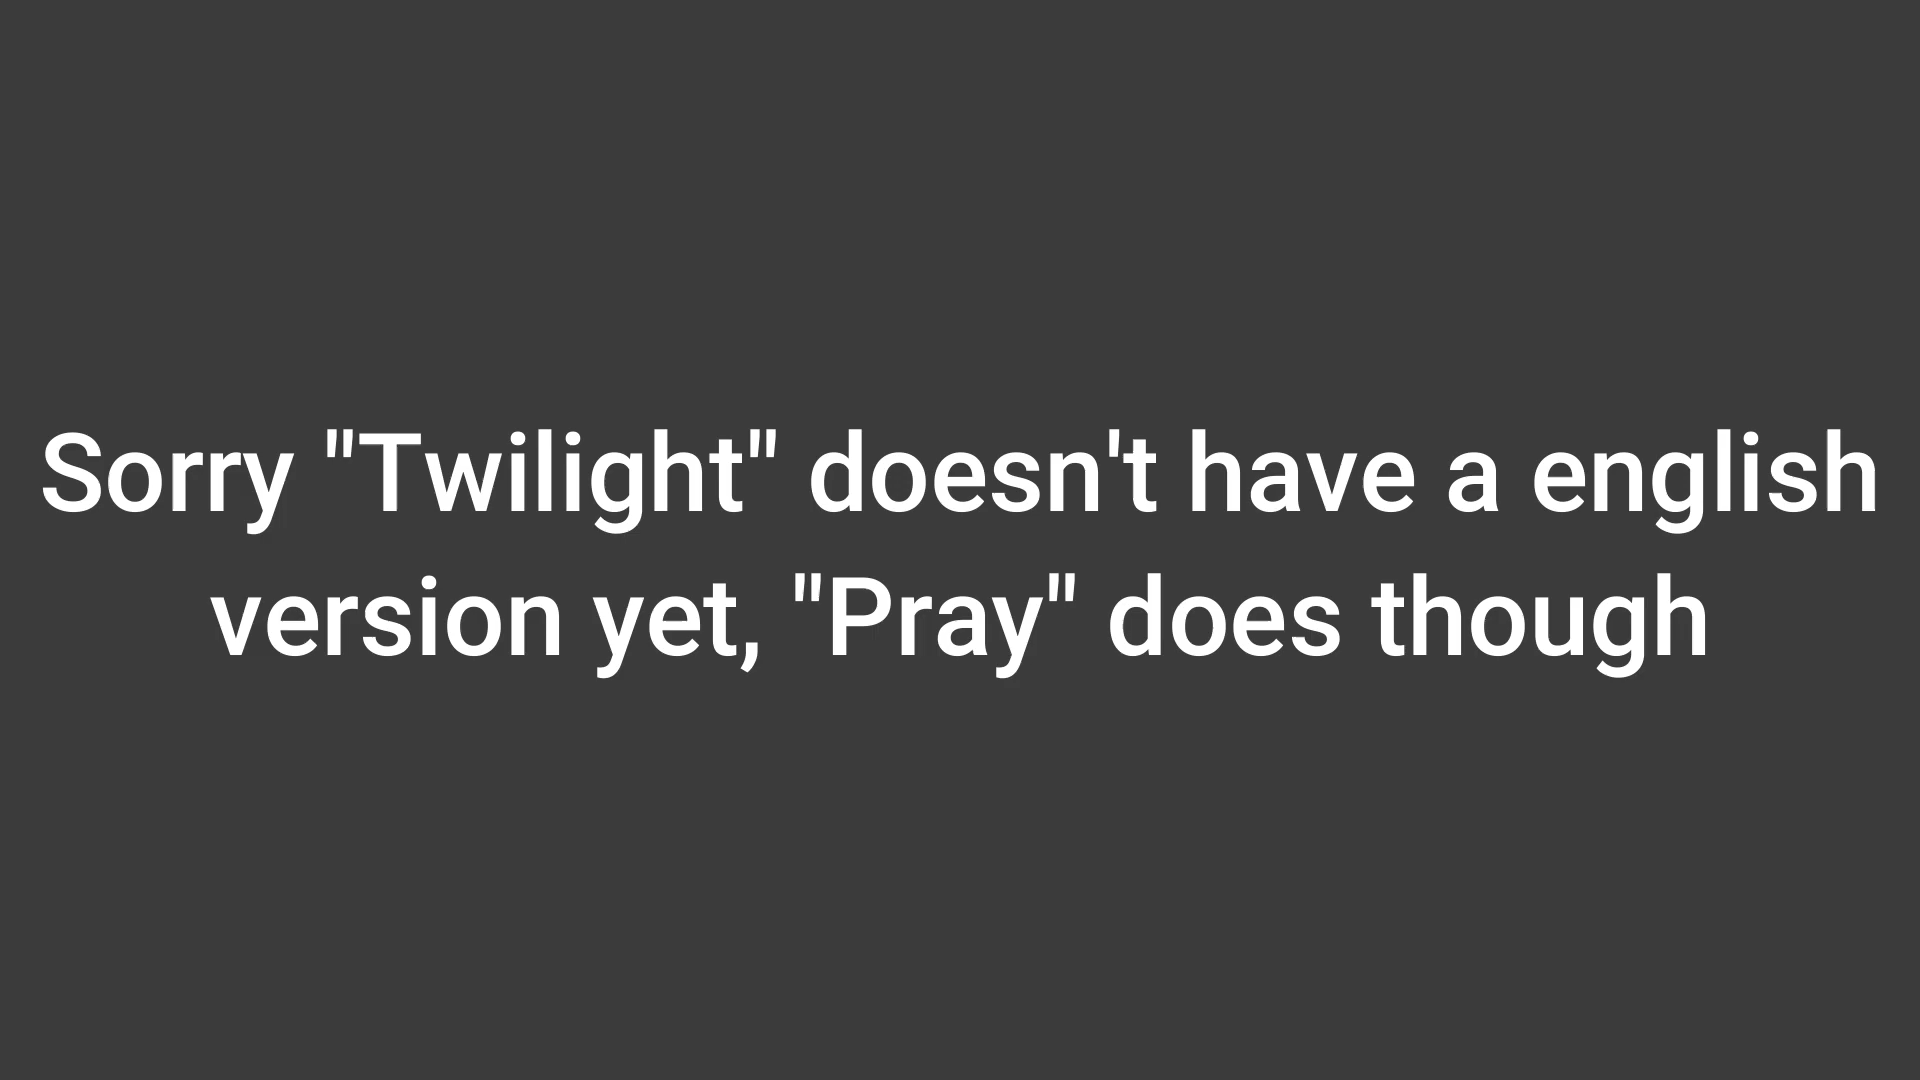 Sorry "Twilight" doesn't have a english
version yet, "Pray" does though